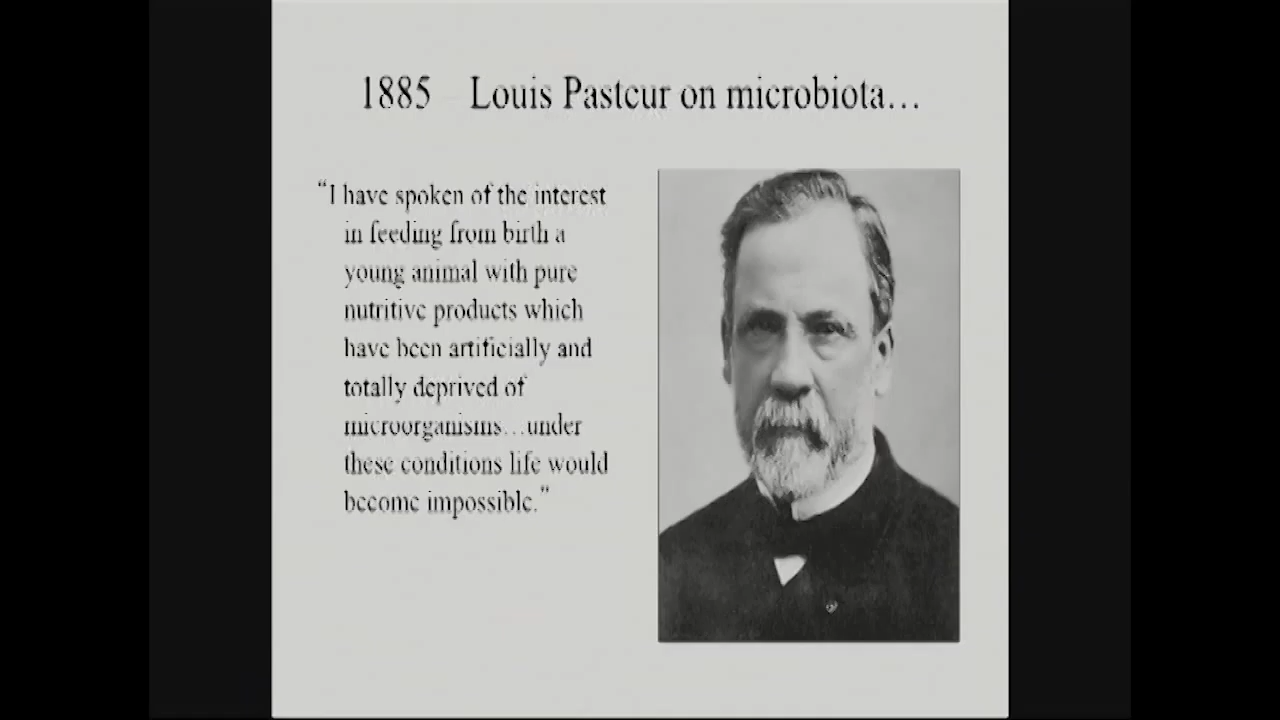 1885 – Louis Pasteur on microbiota…
“I have spoken of the interest
in feeding from birth a
young animal with pure
nutritive products which
have been artificially and
totally deprived of
microorganisms…under
these conditions life would
become impossible.”